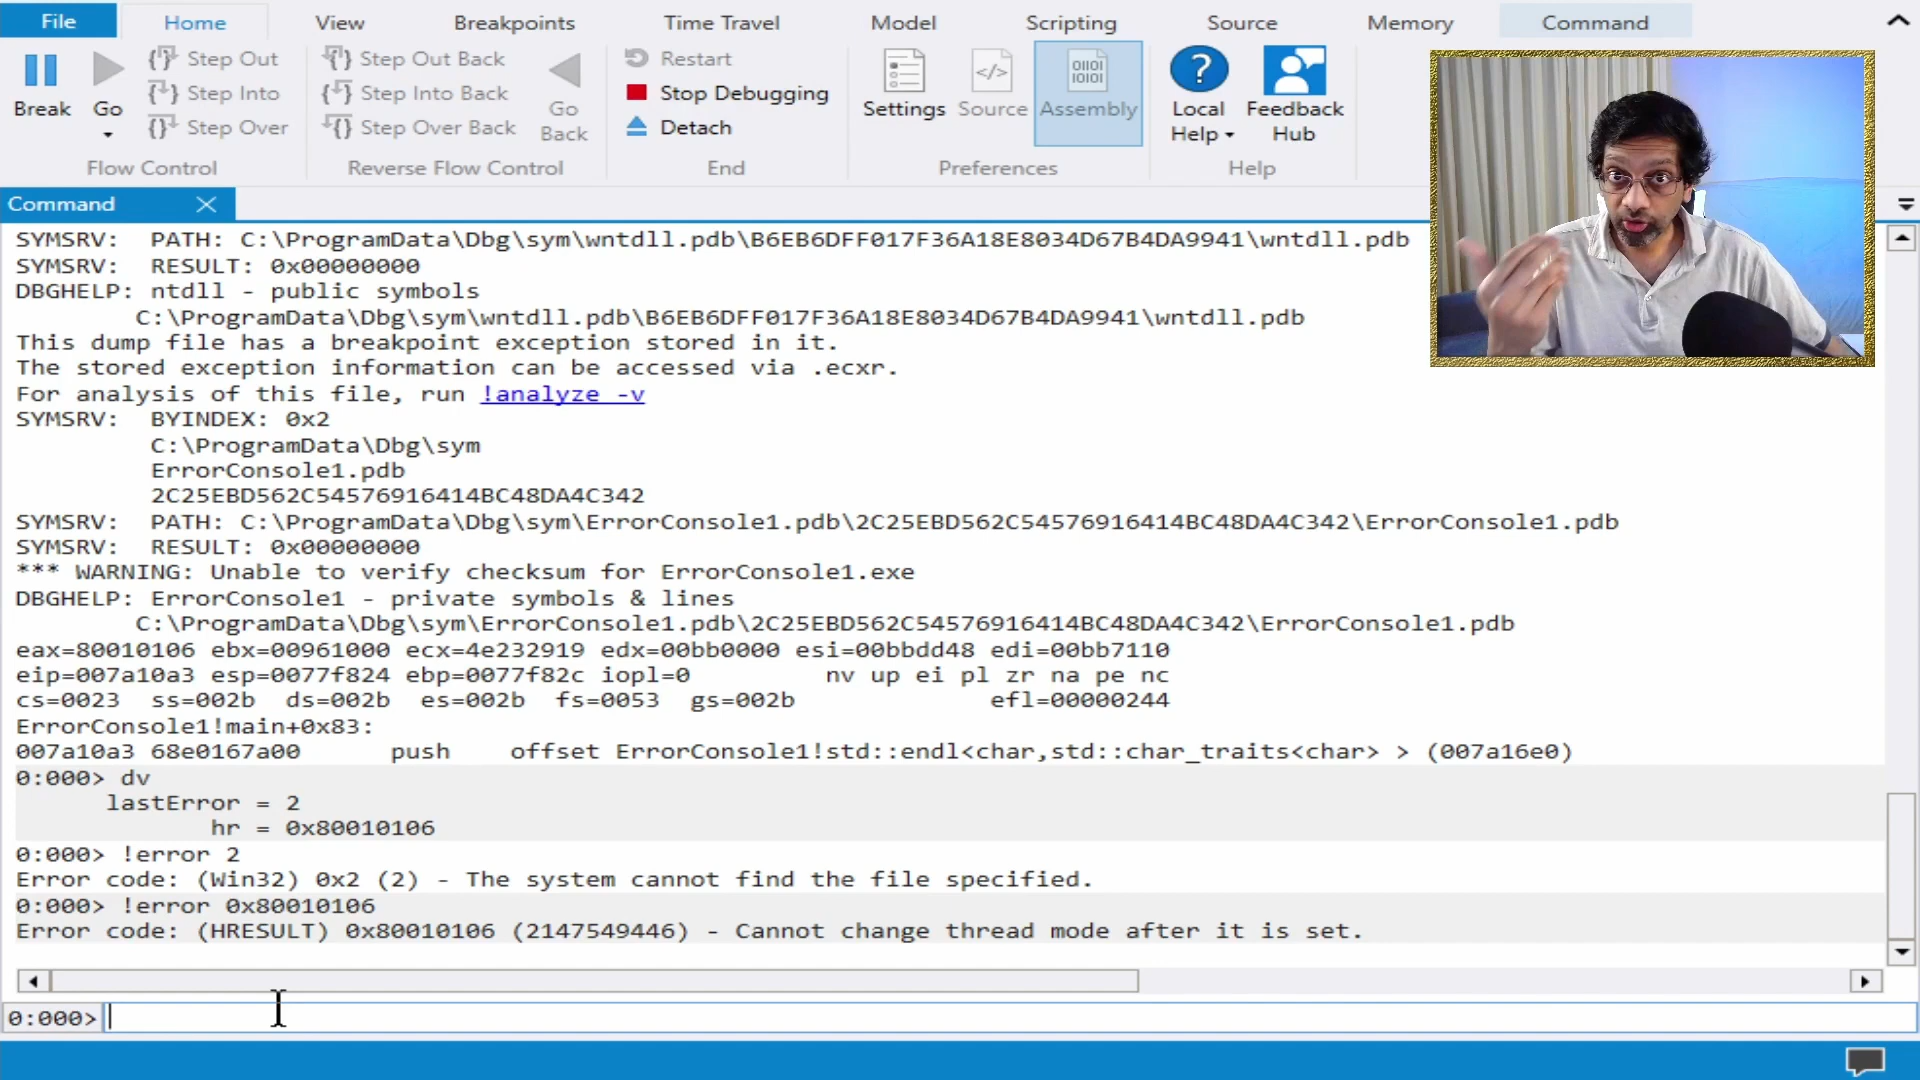 File Home View Breakpoints Time Travel Model Scripting Source Memory Command
Break
Go
Step Out
Step Into
Step Over
Flow Control
Step Out Back
Step Into Back
Step Over Back
Go
Back
Reverse Flow Control
Restart
Stop Debugging
Detach
End
Settings
Source
Assembly
Preferences
Local
Help
Feedback
Hub
Help
Command
SYMSRV:  PATH: C:\ProgramData\Dbg\sym\wntdll.pdb\B6EB6DFF017F36A18E8034D67B4DA9941\wntdll.pdb
SYMSRV:  RESULT: 0x00000000
DBGHELP: ntdll - public symbols
C:\ProgramData\Dbg\sym\wntdll.pdb\B6EB6DFF017F36A18E8034D67B4DA9941\wntdll.pdb
This dump file has a breakpoint exception stored in it.
The stored exception information can be accessed via .ecxr.
For analysis of this file, run !analyze -v
SYMSRV:  BYINDEX: 0x2
C:\ProgramData\Dbg\sym
ErrorConsole1.pdb
2C25EBD562C54576916414BC48DA4C342
SYMSRV:  PATH: C:\ProgramData\Dbg\sym\ErrorConsole1.pdb\2C25EBD562C54576916414BC48DA4C342\ErrorConsole1.pdb
SYMSRV:  RESULT: 0x00000000
*** WARNING: Unable to verify checksum for ErrorConsole1.exe
DBGHELP: ErrorConsole1 - private symbols & lines
C:\ProgramData\Dbg\sym\ErrorConsole1.pdb\2C25EBD562C54576916414BC48DA4C342\ErrorConsole1.pdb
eax=80010106 ebx=00961000 ecx=4e232919 edx=00bb0000 esi=00bbdd48 edi=00bb7110
eip=007a10a3 esp=0077f824 ebp=0077f82c iopl=0         nv up ei pl zr na pe nc
cs=0023  ss=002b  ds=002b  es=002b  fs=0053  gs=002b             efl=00000244
ErrorConsole1!main+0x83:
007a10a3 68e0167a00      push    offset ErrorConsole1!std::endl<char,std::char_traits<char> > (007a16e0)
0:000> dv
lastError = 2
hr = 0x80010106
0:000> !error 2
Error code: (Win32) 0x2 (2) - The system cannot find the file specified.
0:000> !error 0x80010106
Error code: (HRESULT) 0x80010106 (2147549446) - Cannot change thread mode after it is set.
0:000>